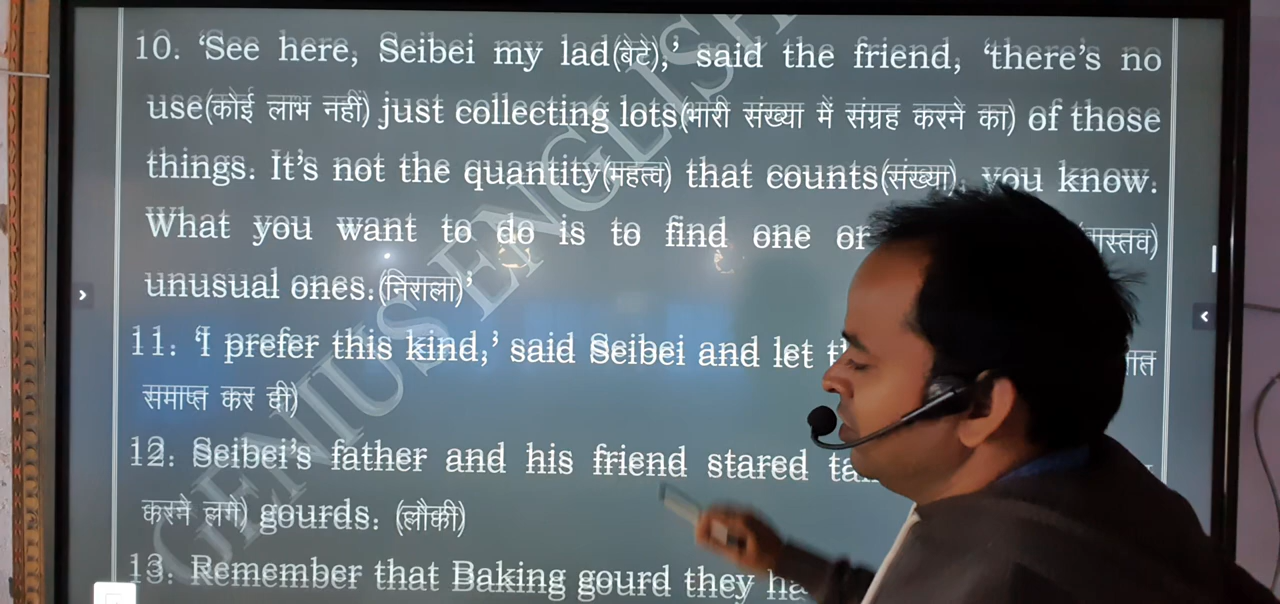 10. ‘See here, Seibei my lad(बेटे),’ said the friend, ‘there’s no
use(कोई लाभ नहीं) just collecting lots(भारी संख्या में संग्रह करने का) of those
things. It’s not the quantity(महत्व) that counts(संख्या), you know.
What you want to do is to find one or
unusual ones.(निराला)’
11. ‘I prefer this kind,’ said Seibei and let
समाप्त कर दी)
12. Seibei’s father and his friend stared
करने लगे) gourds. (लौकी)
13. Remember that Baking gourd they
GENIUS ENGLISH